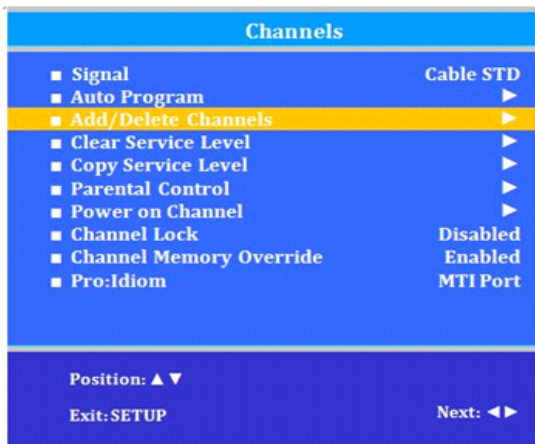 Channels
■ Signal Cable STD
■ Auto Program ▶
■ Add/Delete Channels ▶
■ Clear Service Level ▶
■ Copy Service Level ▶
■ Parental Control ▶
■ Power on Channel ▶
■ Channel Lock Disabled
■ Channel Memory Override Enabled
■ Pro:Idiom MTI Port
Position: ▲ ▼
Exit: SETUP Next: ◀ ▶